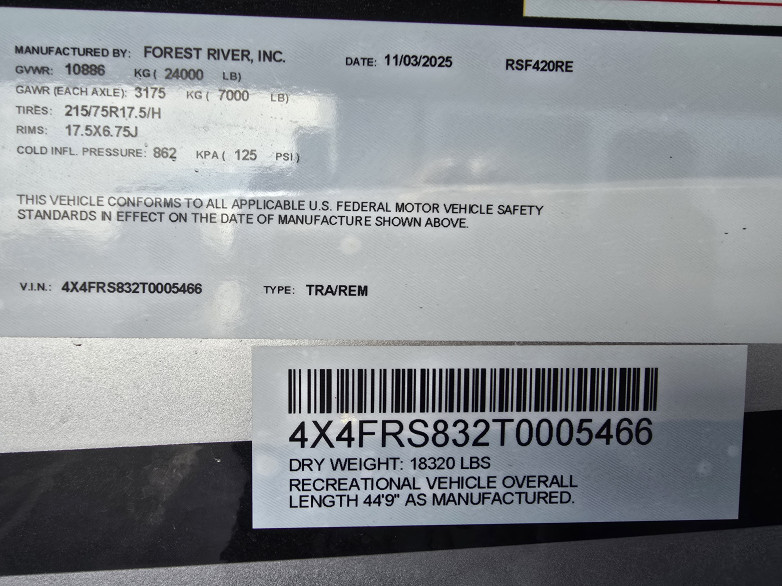 MANUFACTURED BY: FOREST RIVER, INC. DATE: 11/03/2025 RSF420RE
GVWR: 10886 KG ( 24000 LB)
GAWR (EACH AXLE): 3175 KG ( 7000 LB)
TIRES: 215/75R17.5/H
RIMS: 17.5X6.75J
COLD INFL. PRESSURE: 862 KPA ( 125 PSI )
THIS VEHICLE CONFORMS TO ALL APPLICABLE U.S. FEDERAL MOTOR VEHICLE SAFETY
STANDARDS IN EFFECT ON THE DATE OF MANUFACTURE SHOWN ABOVE.
V.I.N.: 4X4FRS832T0005466 TYPE: TRA/REM
4X4FRS832T0005466
DRY WEIGHT: 18320 LBS
RECREATIONAL VEHICLE OVERALL
LENGTH 44'9" AS MANUFACTURED.